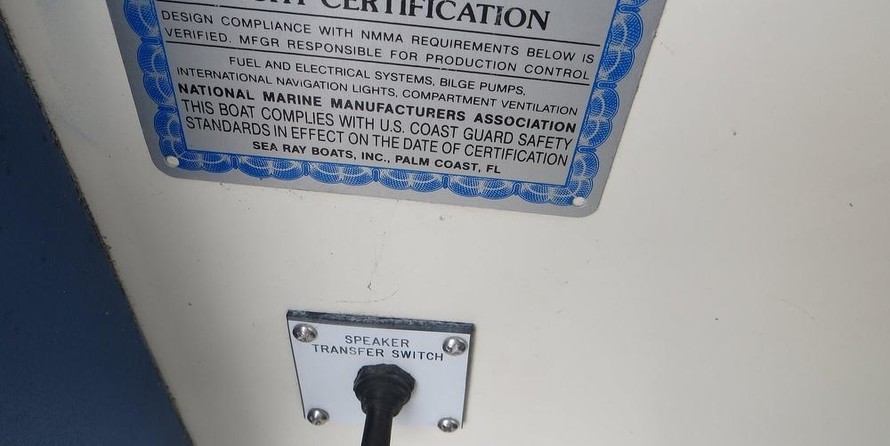 CERTIFICATION
DESIGN COMPLIANCE WITH NMMA REQUIREMENTS BELOW IS
VERIFIED. MFGR RESPONSIBLE FOR PRODUCTION CONTROL
FUEL AND ELECTRICAL SYSTEMS, BILGE PUMPS,
INTERNATIONAL NAVIGATION LIGHTS, COMPARTMENT VENTILATION
NATIONAL MARINE MANUFACTURERS ASSOCIATION
THIS BOAT COMPLIES WITH U.S. COAST GUARD SAFETY
STANDARDS IN EFFECT ON THE DATE OF CERTIFICATION
SEA RAY BOATS, INC., PALM COAST, FL
SPEAKER
TRANSFER SWITCH